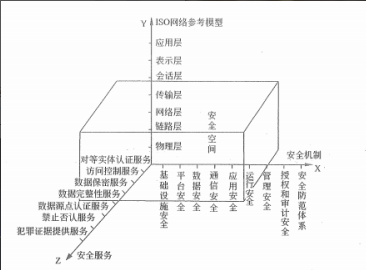 Y
ISO网络参考模型
应用层
表示层
会话层
传输层
网络层
链路层
物理层
安全空间
安全机制
X
对等实体认证服务
访问控制服务
数据保密服务
数据完整性服务
数据源点认证服务
禁止否认服务
犯罪证据提供服务
Z
安全服务
基础设施安全
平台安全
数据安全
通信安全
应用安全
运行安全
管理安全
授权和审计安全
安全防范体系